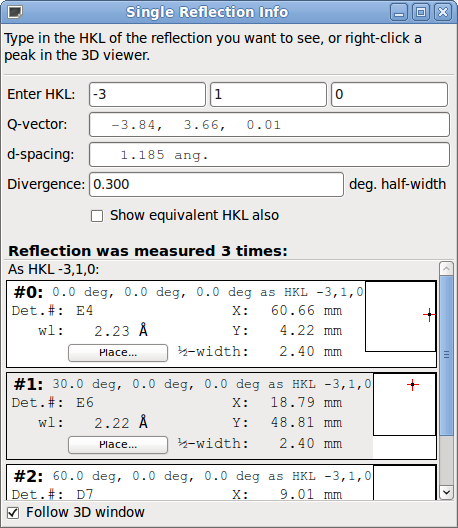 Single Reflection Info
Type in the HKL of the reflection you want to see, or right-click a
peak in the 3D viewer.
Enter HKL: -3 1 0
Q-vector: -3.84, 3.66, 0.01
d-spacing: 1.185 ang.
Divergence: 0.300 deg. half-width
Show equivalent HKL also
Reflection was measured 3 times:
As HKL -3,1,0:
#0: 0.0 deg, 0.0 deg, 0.0 deg as HKL -3,1,0
Det.#: E4 X: 60.66 mm
wl: 2.23 Å Y: 4.22 mm
Place... ½-width: 2.40 mm
#1: 30.0 deg, 0.0 deg, 0.0 deg as HKL -3,1,0
Det.#: E6 X: 18.79 mm
wl: 2.22 Å Y: 48.81 mm
Place... ½-width: 2.40 mm
#2: 60.0 deg, 0.0 deg, 0.0 deg as HKL -3,1,0
Det.#: D7 X: 9.01 mm
Follow 3D window